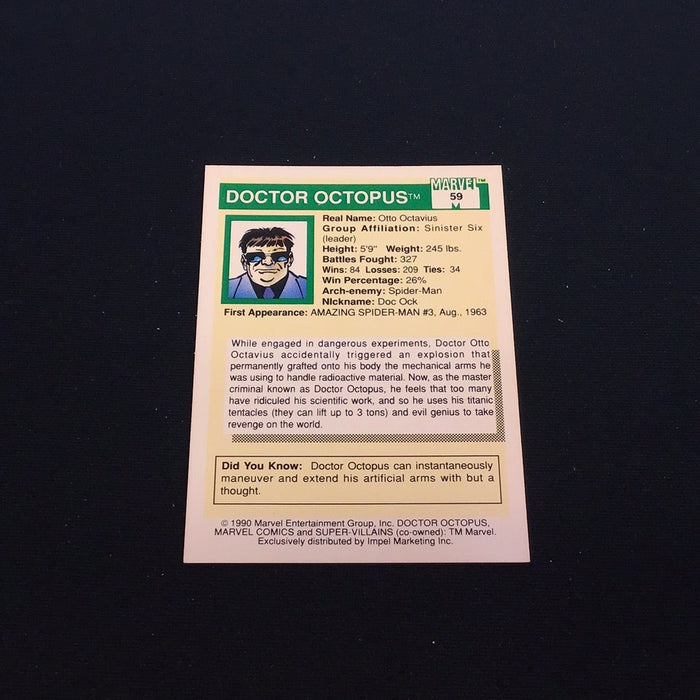 MARVEL™
DOCTOR OCTOPUS™ 59
Real Name: Otto Octavius
Group Affiliation: Sinister Six
(leader)
Height: 5'9" Weight: 245 lbs.
Battles Fought: 327
Wins: 84 Losses: 209 Ties: 34
Win Percentage: 26%
Arch-enemy: Spider-Man
NIckname: Doc Ock
First Appearance: AMAZING SPIDER-MAN #3, Aug., 1963
While engaged in dangerous experiments, Doctor Otto
Octavius accidentally triggered an explosion that
permanently grafted onto his body the mechanical arms he
was using to handle radioactive material. Now, as the master
criminal known as Doctor Octopus, he feels that too many
have ridiculed his scientific work, and so he uses his titanic
tentacles (they can lift up to 3 tons) and evil genius to take
revenge on the world.
Did You Know: Doctor Octopus can instantaneously
maneuver and extend his artificial arms with but a
thought.
© 1990 Marvel Entertainment Group, Inc. DOCTOR OCTOPUS,
MARVEL COMICS and SUPER-VILLAINS (co-owned): TM Marvel.
Exclusively distributed by Impel Marketing Inc.